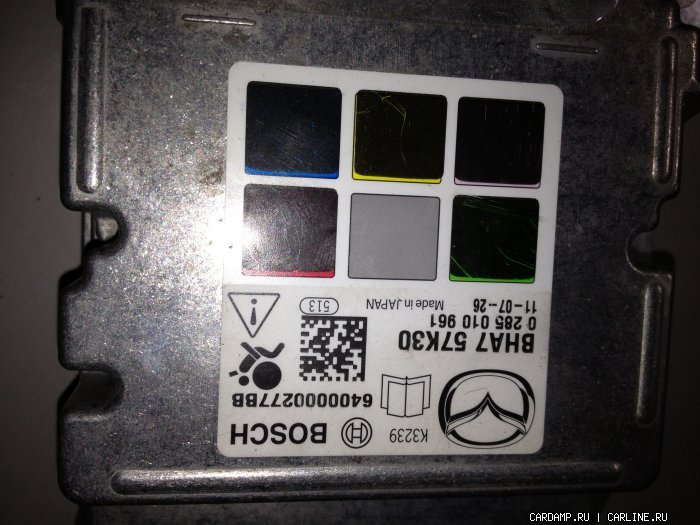 BOSCH
K3239
6400000277BB
BHA7 57K30
0 285 010 961
11-07-26
Made in JAPAN
513
CARDAMP.RU | CARLINE.RU